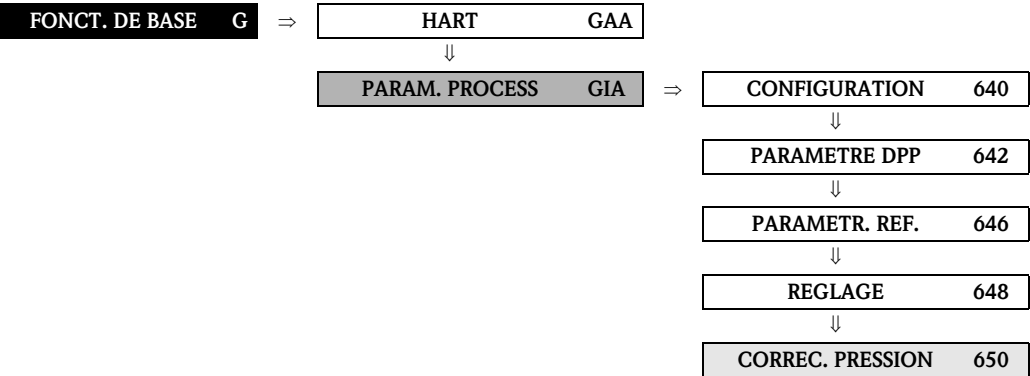 FONCT. DE BASE G ⇒ HART GAA
⇓
PARAM. PROCESS GIA ⇒ CONFIGURATION 640
⇓
PARAMETRE DPP 642
⇓
PARAMETR. REF. 646
⇓
REGLAGE 648
⇓
CORREC. PRESSION 650